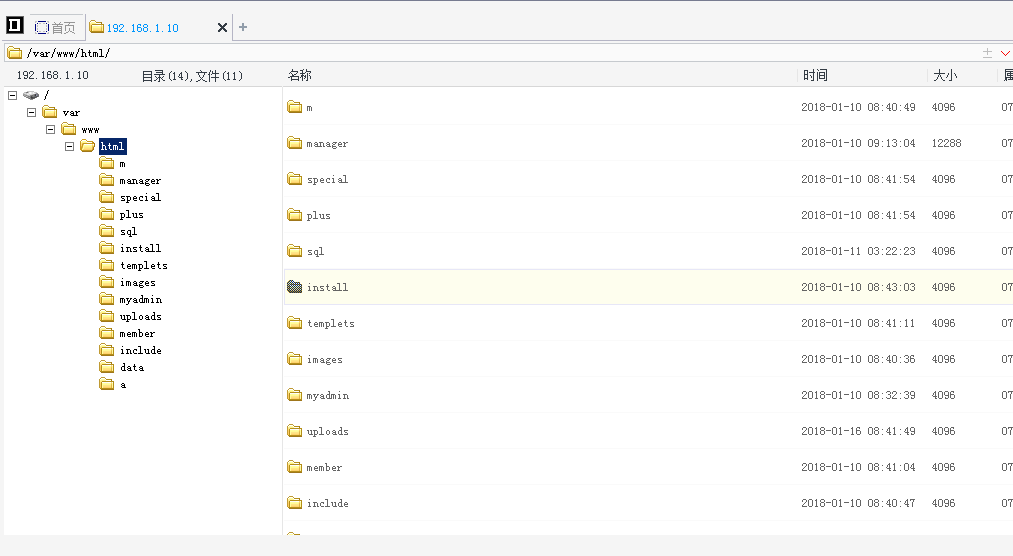 首页 192.168.1.10
/var/www/html/
192.168.1.10 目录(14),文件(11) 名称 时间 大小
/
var
www
html
m
manager
special
plus
sql
install
templets
images
myadmin
uploads
member
include
data
a
m 2018-01-10 08:40:49 4096 07
manager 2018-01-10 09:13:04 12288 07
special 2018-01-10 08:41:54 4096 07
plus 2018-01-10 08:41:54 4096 07
sql 2018-01-11 03:22:23 4096 07
install 2018-01-10 08:43:03 4096 07
templets 2018-01-10 08:41:11 4096 07
images 2018-01-10 08:40:36 4096 07
myadmin 2018-01-10 08:32:39 4096 07
uploads 2018-01-16 08:41:49 4096 07
member 2018-01-10 08:41:04 4096 07
include 2018-01-10 08:40:47 4096 07